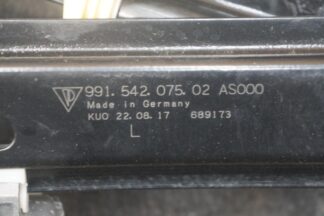 991. 542. 075. 02 AS000
Made in Germany
KUO 22. 08. 17 689173
L